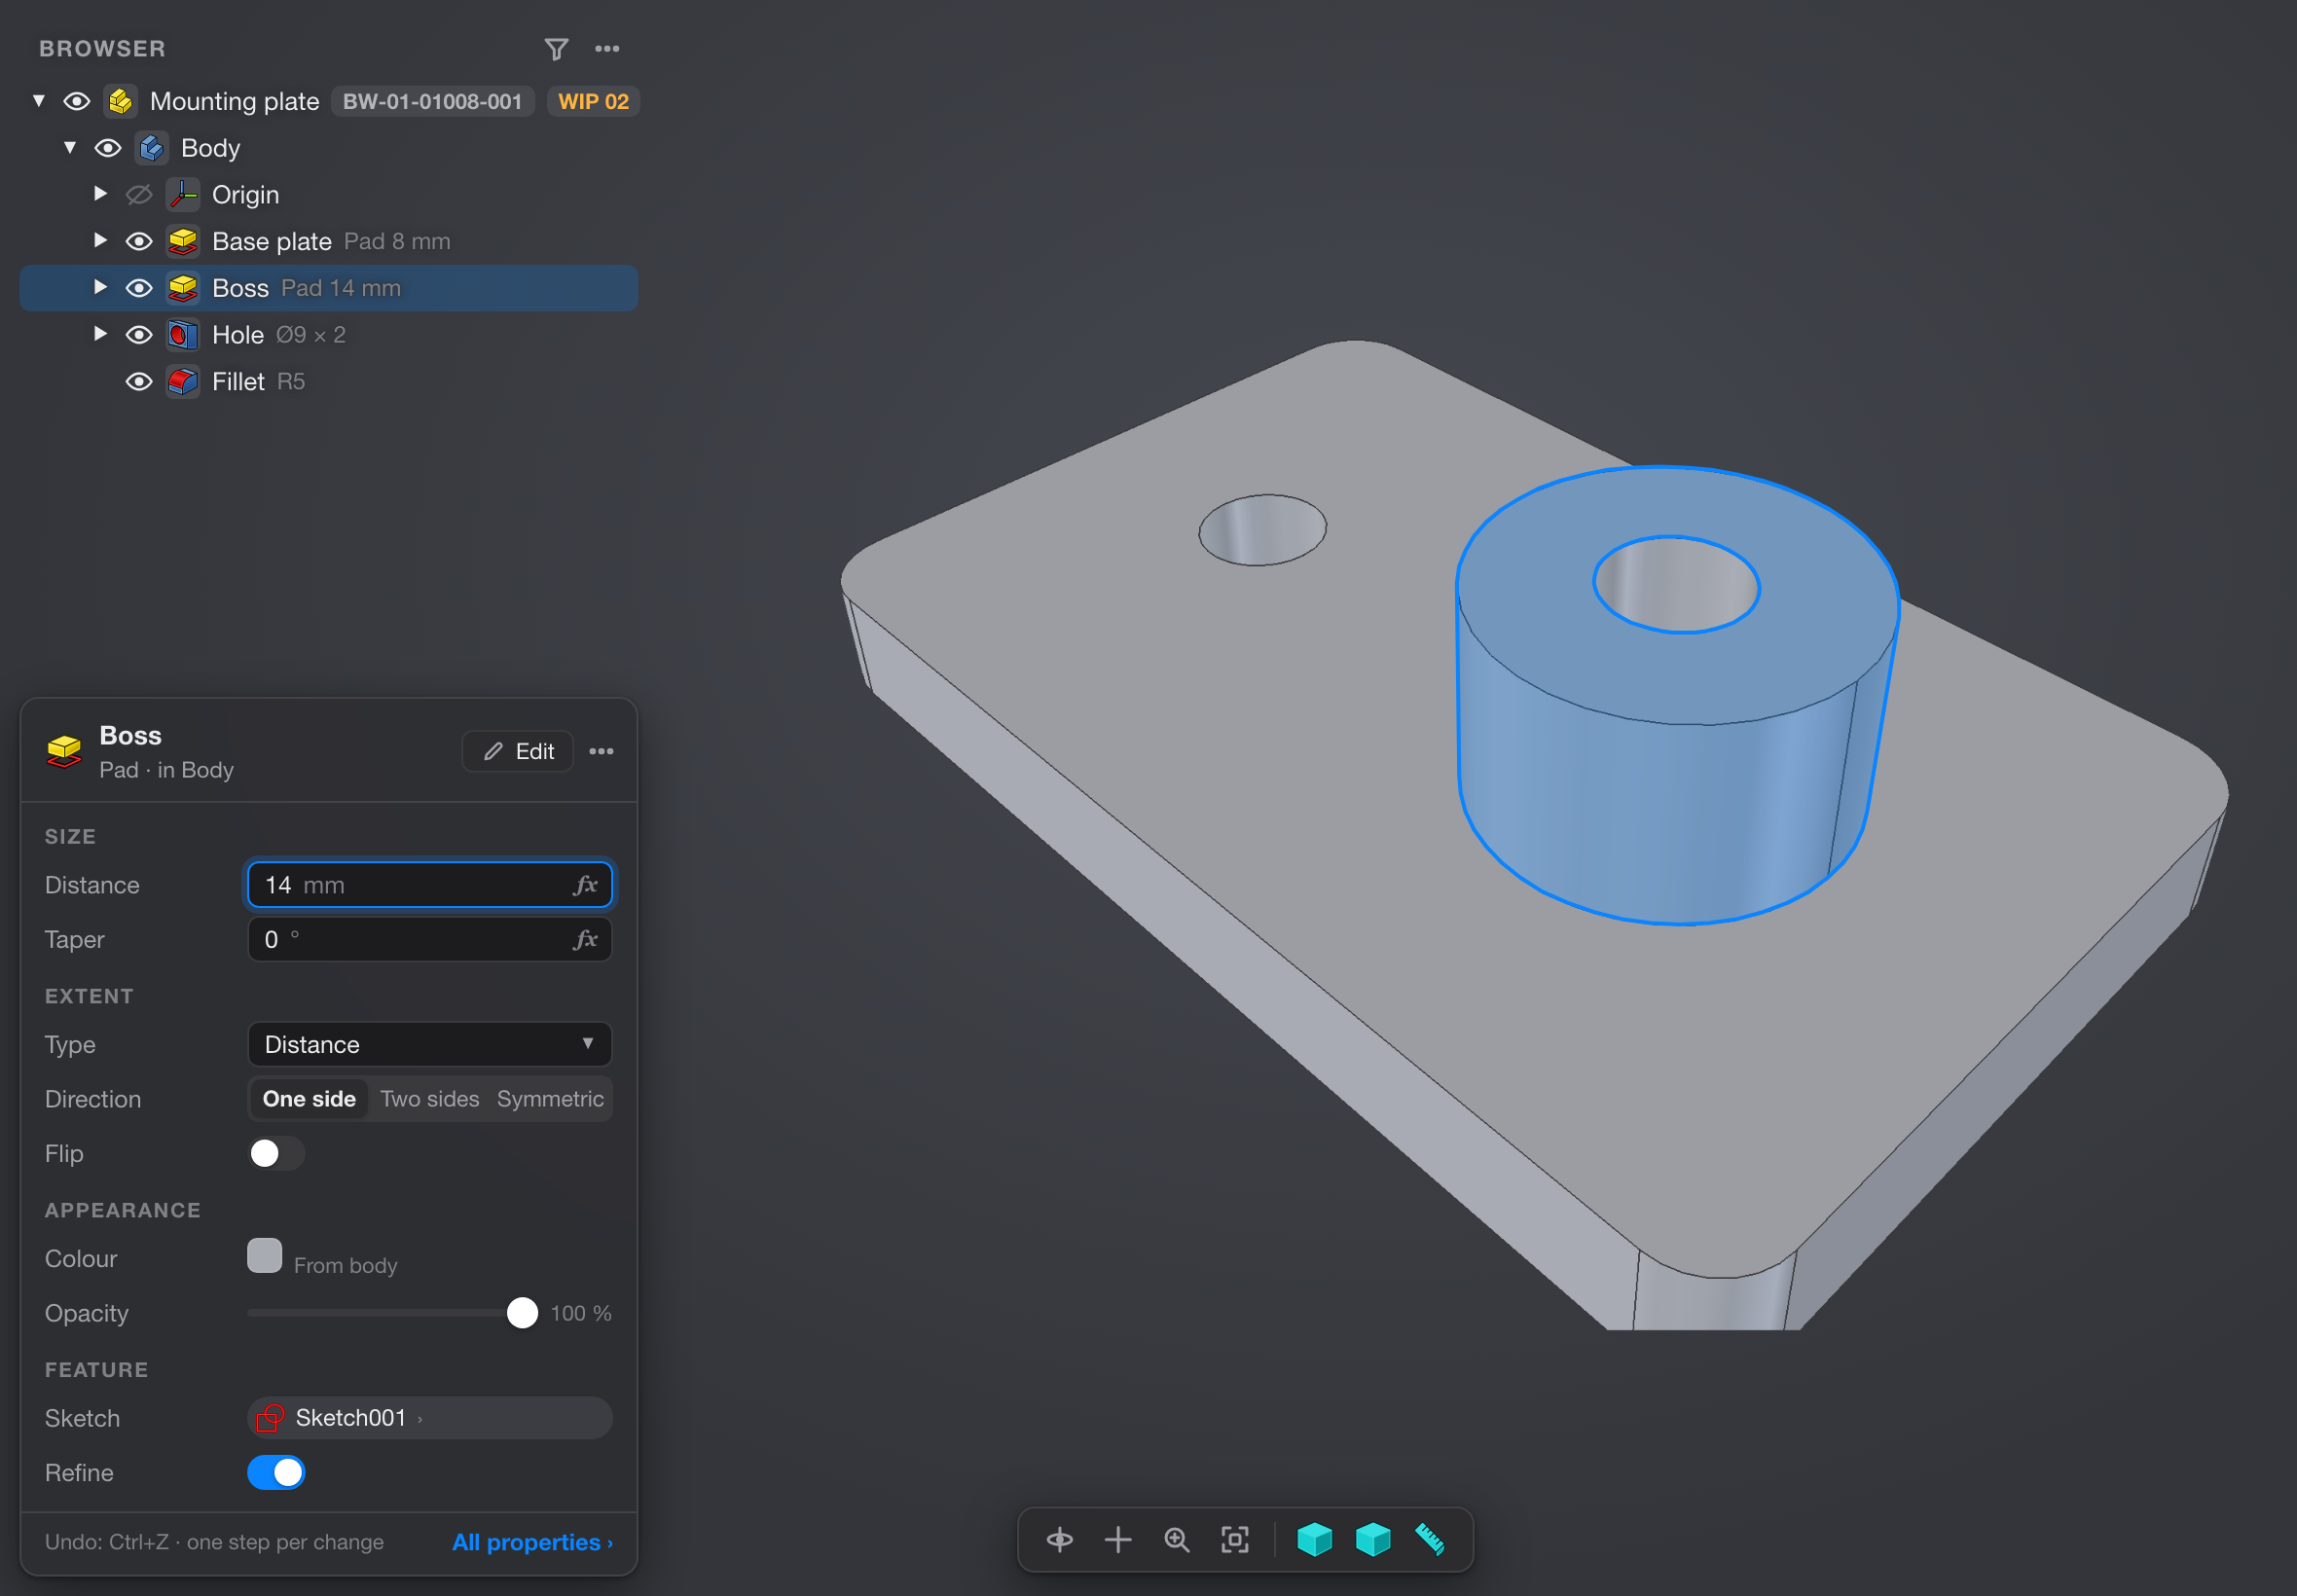 BROWSER
Mounting plate BW-01-01008-001 WIP 02
Body
Origin
Base plate Pad 8 mm
Boss Pad 14 mm
Hole Ø9 × 2
Fillet R5
Boss
Pad · in Body
Edit
SIZE
Distance 14 mm fx
Taper 0 ° fx
EXTENT
Type Distance
Direction One side Two sides Symmetric
Flip
APPEARANCE
Colour From body
Opacity 100 %
FEATURE
Sketch Sketch001 ›
Refine
Undo: Ctrl+Z · one step per change All properties ›